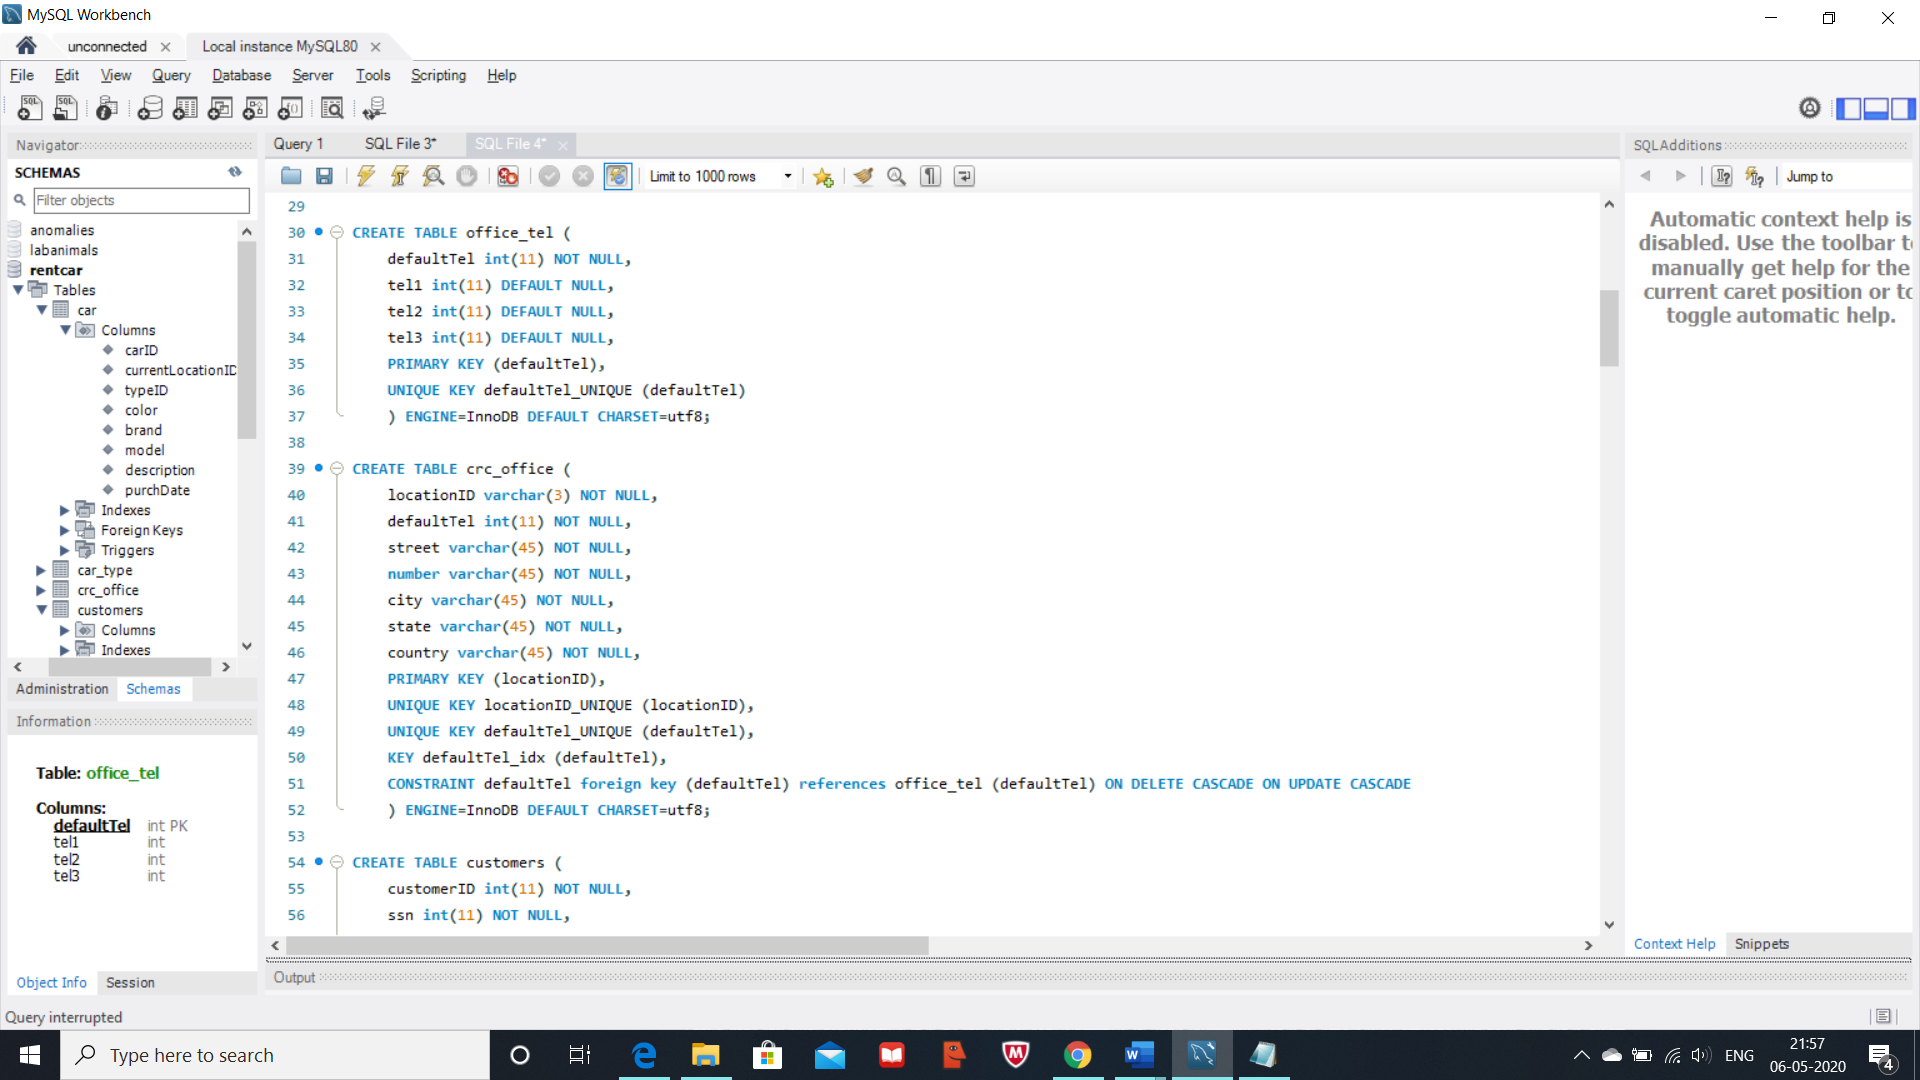 MySQL Workbench
unconnected
Local instance MySQL80
File Edit View Query Database Server Tools Scripting Help
Navigator
SCHEMAS
Filter objects
anomalies
labanimals
rentcar
Tables
car
Columns
carID
currentLocationID
typeID
color
brand
model
description
purchDate
Indexes
Foreign Keys
Triggers
car_type
crc_office
customers
Columns
Indexes
Administration Schemas
Information
Table: office_tel
Columns:
defaultTel int PK
tel1 int
tel2 int
tel3 int
Object Info Session
Query interrupted
Query 1 SQL File 3* SQL File 4*
Limit to 1000 rows
29
30 CREATE TABLE office_tel (
31 defaultTel int(11) NOT NULL,
32 tel1 int(11) DEFAULT NULL,
33 tel2 int(11) DEFAULT NULL,
34 tel3 int(11) DEFAULT NULL,
35 PRIMARY KEY (defaultTel),
36 UNIQUE KEY defaultTel_UNIQUE (defaultTel)
37 ) ENGINE=InnoDB DEFAULT CHARSET=utf8;
38
39 CREATE TABLE crc_office (
40 locationID varchar(3) NOT NULL,
41 defaultTel int(11) NOT NULL,
42 street varchar(45) NOT NULL,
43 number varchar(45) NOT NULL,
44 city varchar(45) NOT NULL,
45 state varchar(45) NOT NULL,
46 country varchar(45) NOT NULL,
47 PRIMARY KEY (locationID),
48 UNIQUE KEY locationID_UNIQUE (locationID),
49 UNIQUE KEY defaultTel_UNIQUE (defaultTel),
50 KEY defaultTel_idx (defaultTel),
51 CONSTRAINT defaultTel foreign key (defaultTel) references office_tel (defaultTel) ON DELETE CASCADE ON UPDATE CASCADE
52 ) ENGINE=InnoDB DEFAULT CHARSET=utf8;
53
54 CREATE TABLE customers (
55 customerID int(11) NOT NULL,
56 ssn int(11) NOT NULL,
Output
SQLAdditions
Jump to
Automatic context help is
disabled. Use the toolbar to
manually get help for the
current caret position or to
toggle automatic help.
Context Help Snippets
Type here to search
ENG
21:57
06-05-2020
4